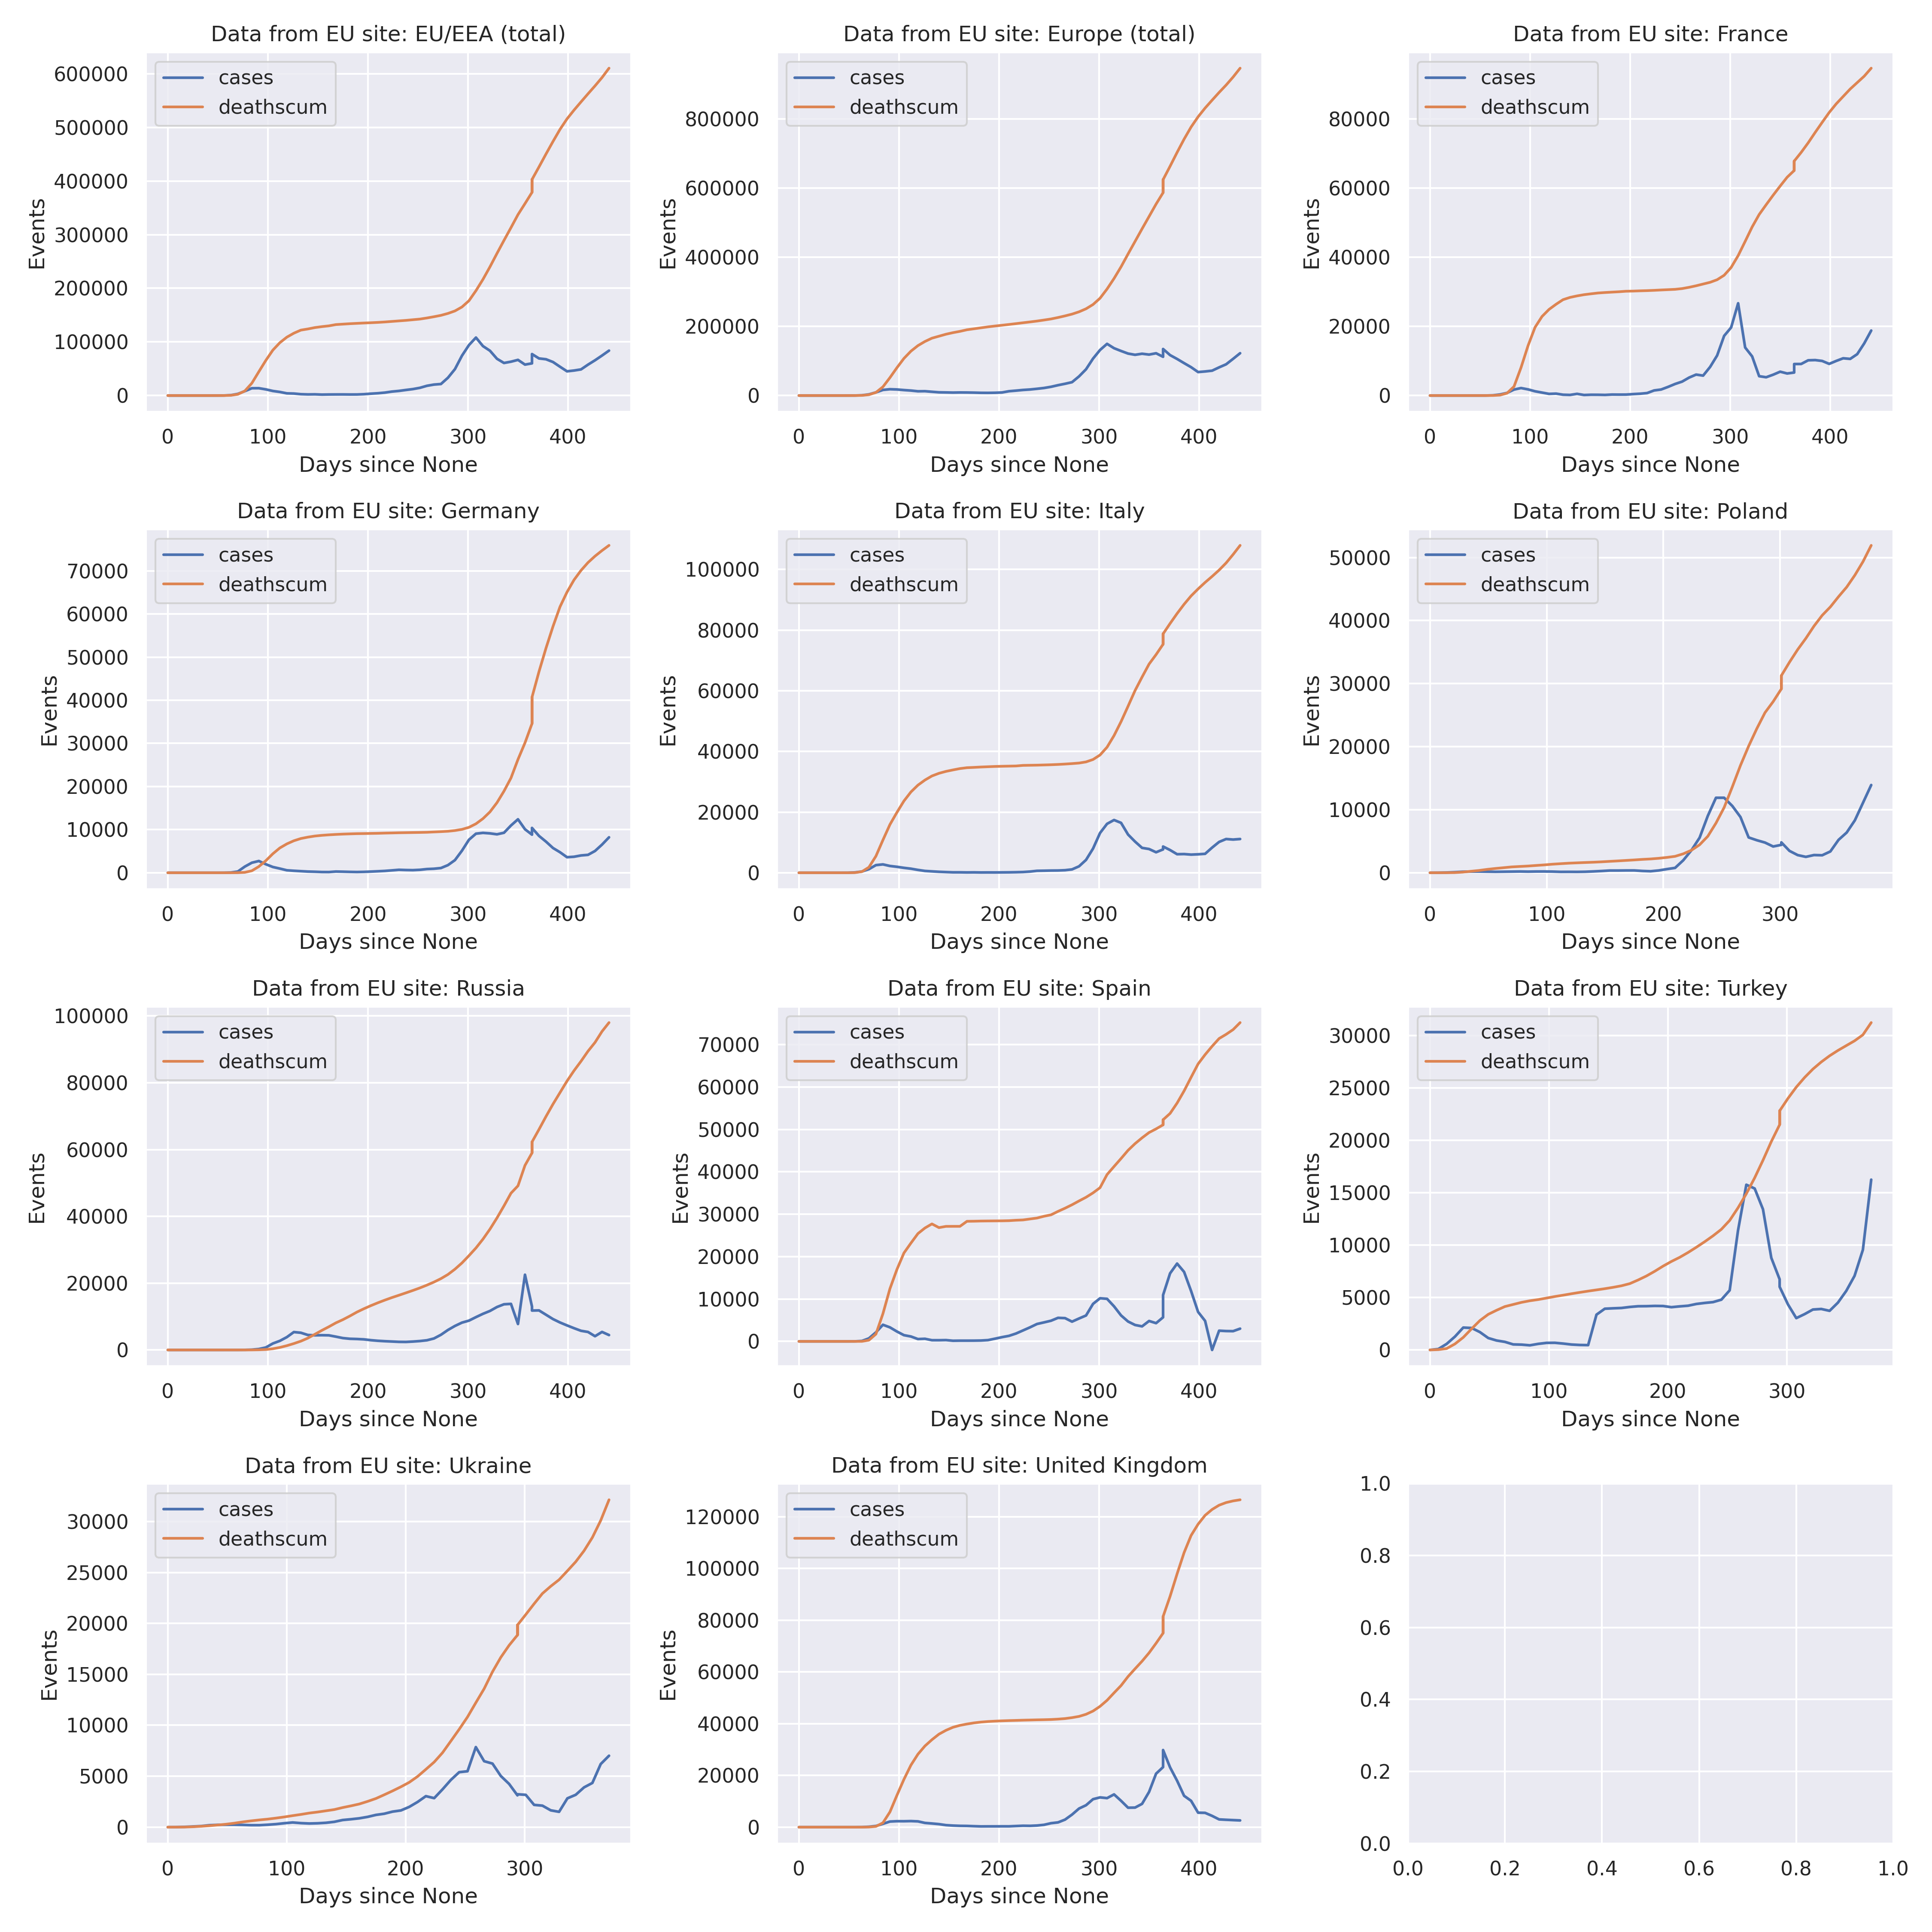 Data from EU site: EU/EEA (total)
cases
deathscum
600000
500000
400000
300000
200000
100000
0
Events
0 100 200 300 400
Days since None
Data from EU site: Europe (total)
cases
deathscum
800000
600000
400000
200000
0
Events
0 100 200 300 400
Days since None
Data from EU site: France
cases
deathscum
80000
60000
40000
20000
0
Events
0 100 200 300 400
Days since None
Data from EU site: Germany
cases
deathscum
70000
60000
50000
40000
30000
20000
10000
0
Events
0 100 200 300 400
Days since None
Data from EU site: Italy
cases
deathscum
100000
80000
60000
40000
20000
0
Events
0 100 200 300 400
Days since None
Data from EU site: Poland
cases
deathscum
50000
40000
30000
20000
10000
0
Events
0 100 200 300
Days since None
Data from EU site: Russia
cases
deathscum
100000
80000
60000
40000
20000
0
Events
0 100 200 300 400
Days since None
Data from EU site: Spain
cases
deathscum
70000
60000
50000
40000
30000
20000
10000
0
Events
0 100 200 300 400
Days since None
Data from EU site: Turkey
cases
deathscum
30000
25000
20000
15000
10000
5000
0
Events
0 100 200 300
Days since None
Data from EU site: Ukraine
cases
deathscum
30000
25000
20000
15000
10000
5000
0
Events
0 100 200 300
Days since None
Data from EU site: United Kingdom
cases
deathscum
120000
100000
80000
60000
40000
20000
0
Events
0 100 200 300 400
Days since None
1.0
0.8
0.6
0.4
0.2
0.0
0.0 0.2 0.4 0.6 0.8 1.0